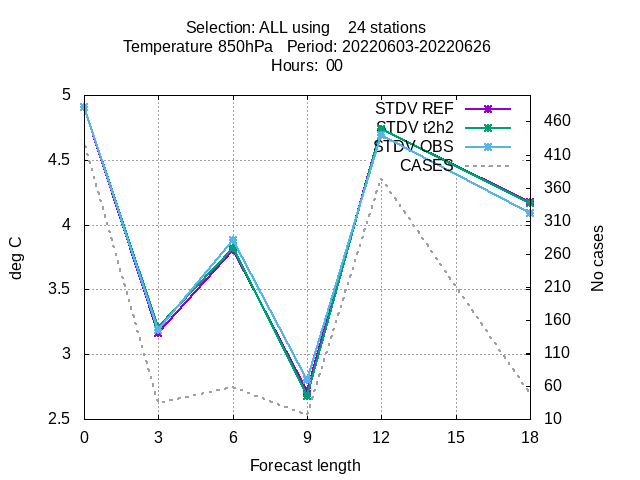 Selection: ALL using 24 stations
Temperature 850hPa Period: 20220603-20220626
Hours: 00
STDV REF
STDV t2h2
STDV OBS
CASES
deg C
5
4.5
4
3.5
3
2.5
No cases
460
410
360
310
260
210
160
110
60
10
0 3 6 9 12 15 18
Forecast length